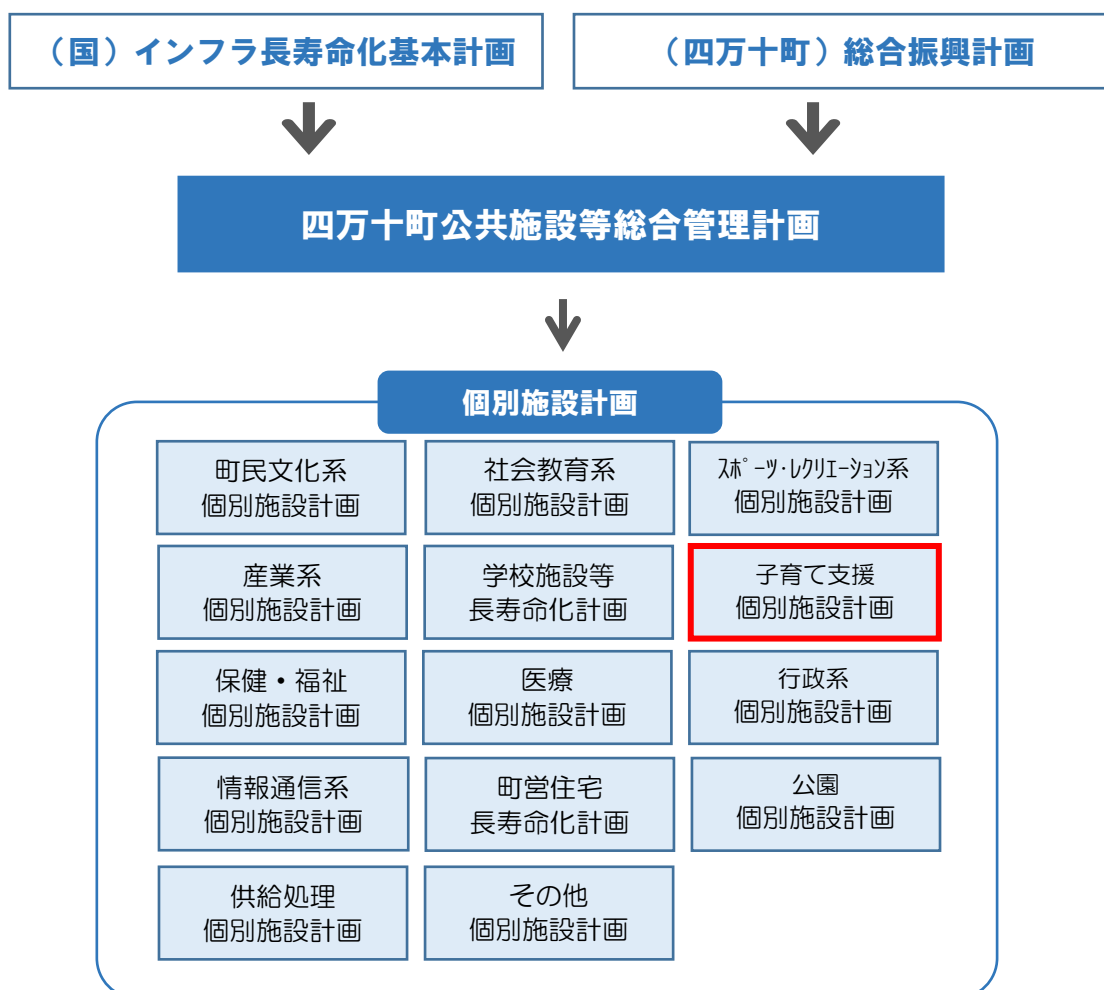 （国）インフラ長寿命化基本計画
（四万十町）総合振興計画
四万十町公共施設等総合管理計画
個別施設計画
町民文化系
個別施設計画
社会教育系
個別施設計画
ｽﾎﾟｰﾂ･ﾚｸﾘｴｰｼｮﾝ系
個別施設計画
産業系
個別施設計画
学校施設等
長寿命化計画
子育て支援
個別施設計画
保健・福祉
個別施設計画
医療
個別施設計画
行政系
個別施設計画
情報通信系
個別施設計画
町営住宅
長寿命化計画
公園
個別施設計画
供給処理
個別施設計画
その他
個別施設計画